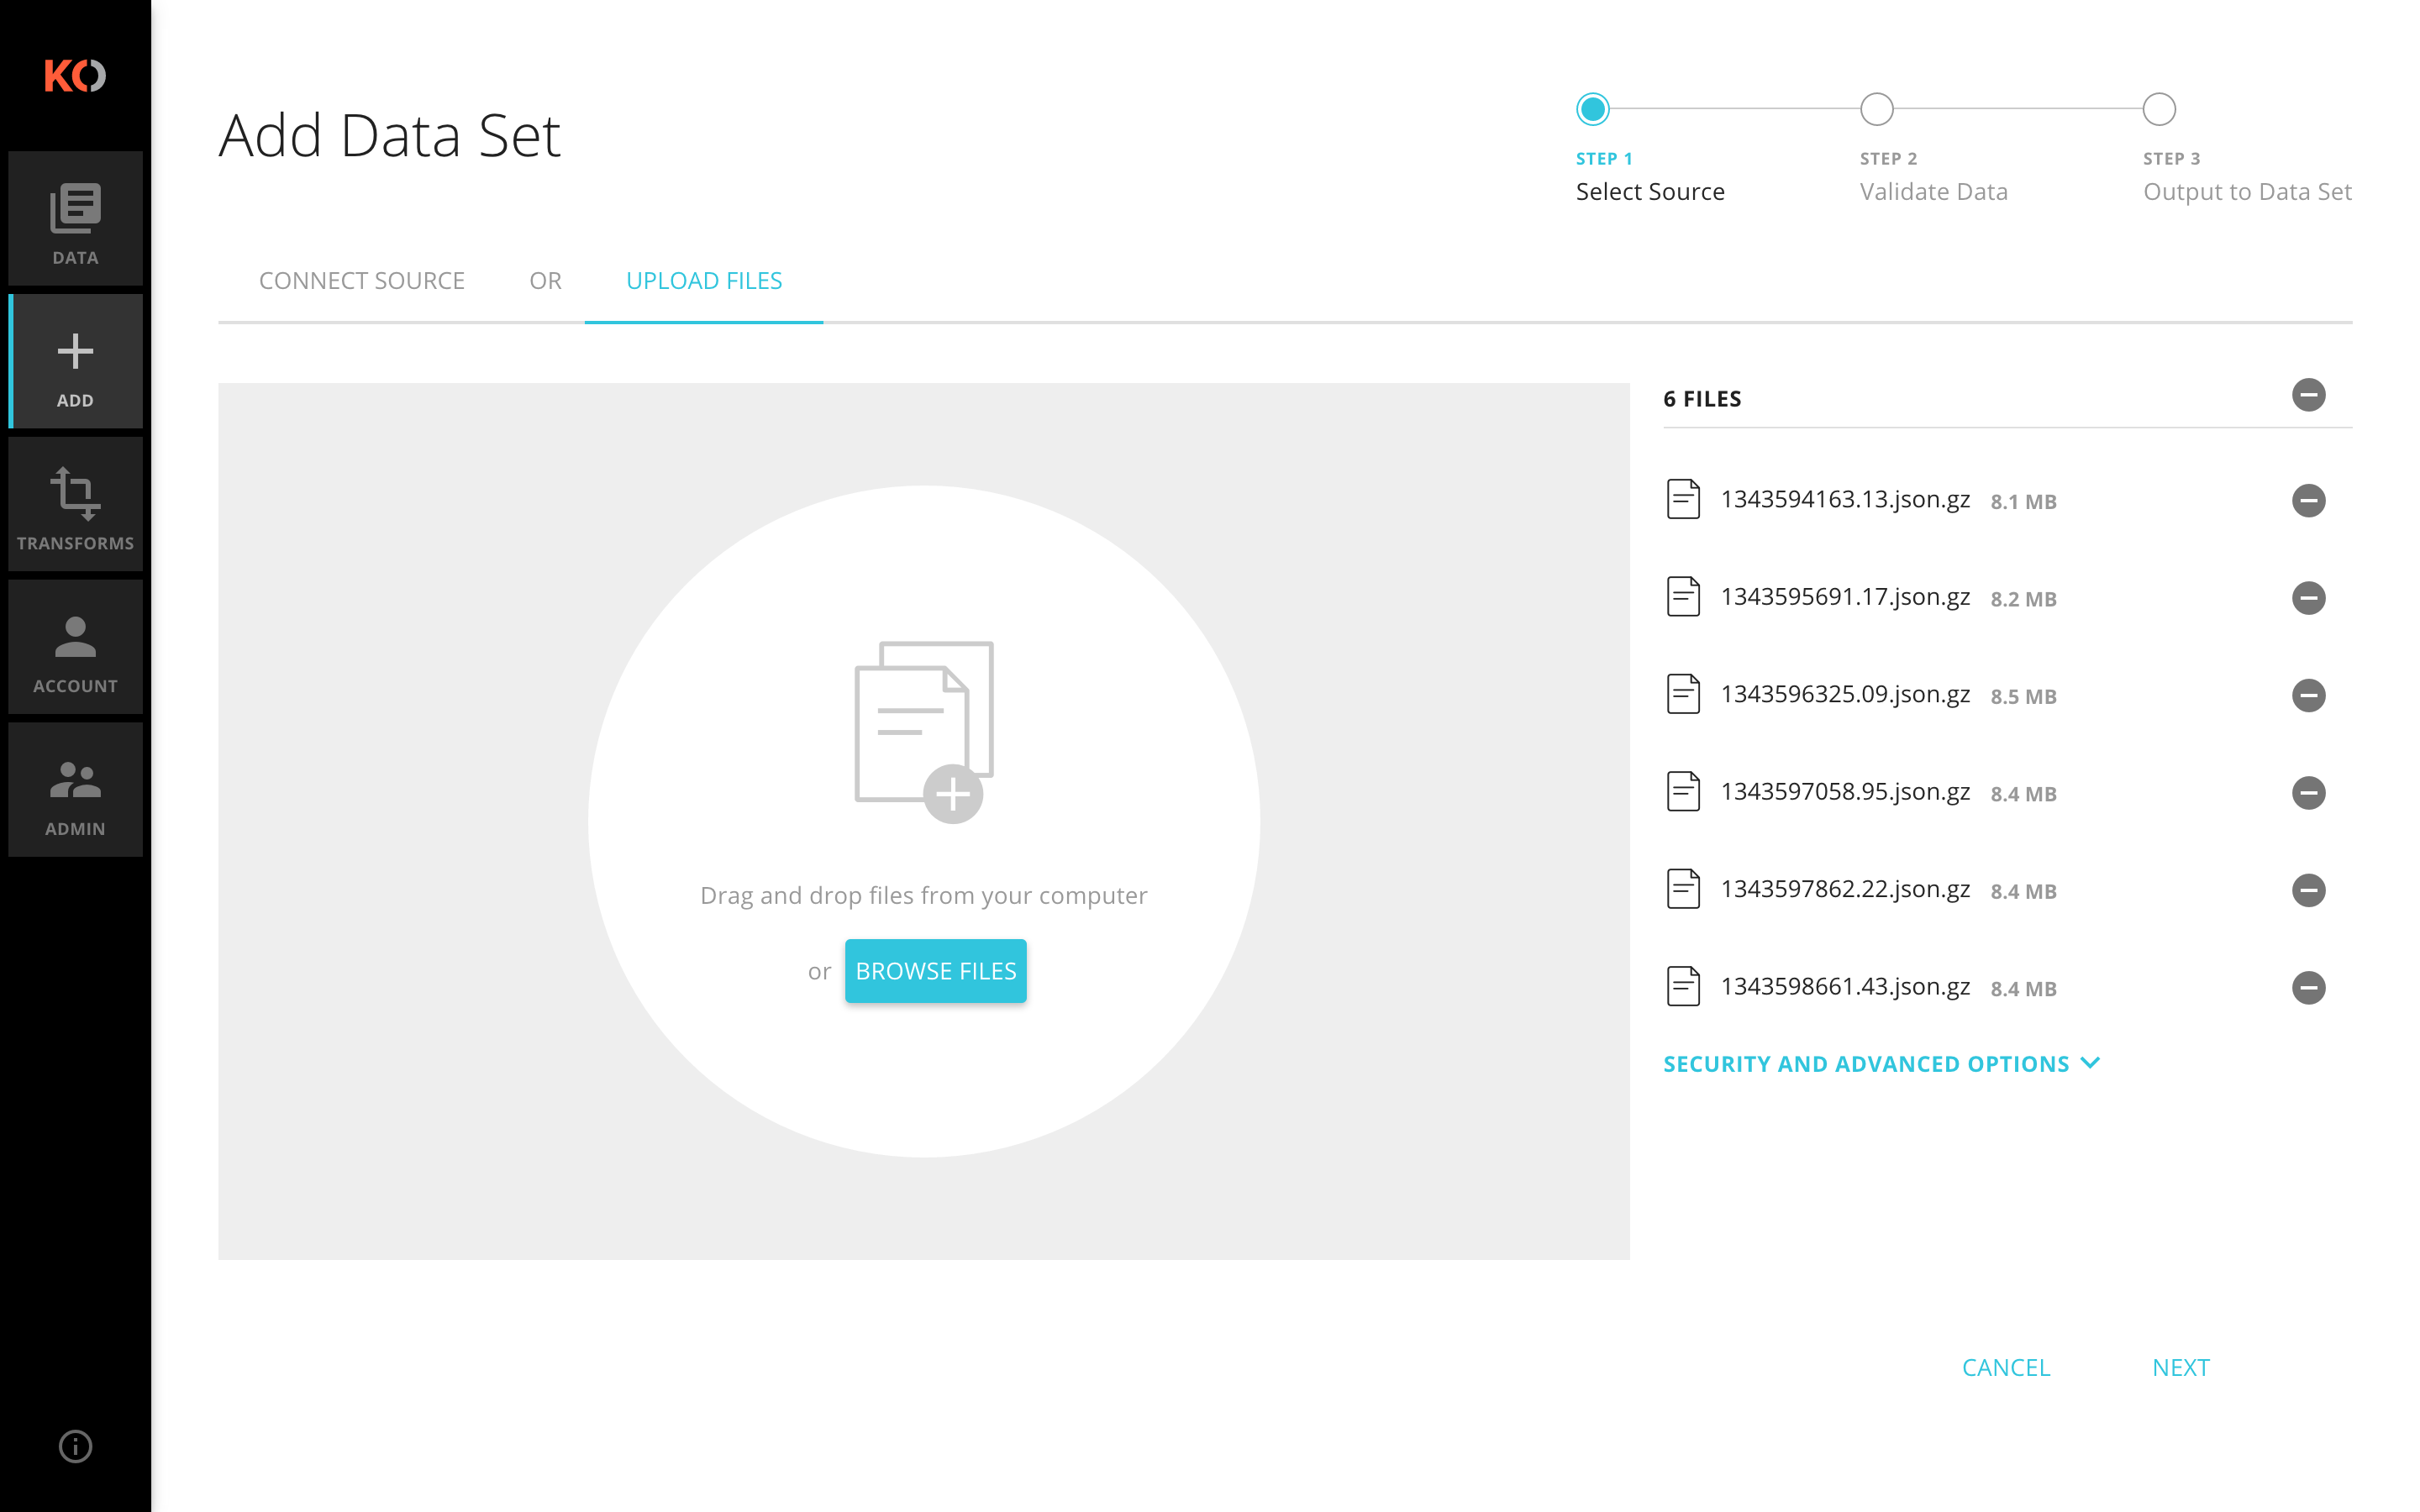 KO
DATA
ADD
TRANSFORMS
ACCOUNT
ADMIN
Add Data Set
STEP 1
Select Source
STEP 2
Validate Data
STEP 3
Output to Data Set
CONNECT SOURCE OR UPLOAD FILES
Drag and drop files from your computer
or BROWSE FILES
6 FILES
1343594163.13.json.gz 8.1 MB
1343595691.17.json.gz 8.2 MB
1343596325.09.json.gz 8.5 MB
1343597058.95.json.gz 8.4 MB
1343597862.22.json.gz 8.4 MB
1343598661.43.json.gz 8.4 MB
SECURITY AND ADVANCED OPTIONS
CANCEL NEXT